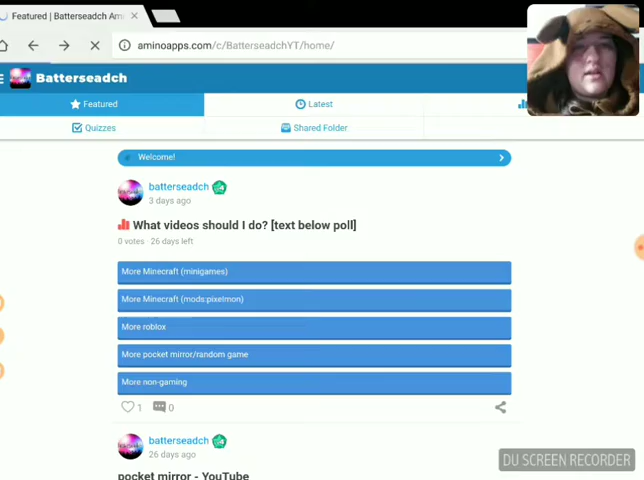 Featured | Batterseadch Am
aminoapps.com/c/BatterseadchYT/home/
Batterseadch
Featured
Latest
Quizzes
Shared Folder
Welcome!
batterseadch
3 days ago
What videos should I do? [text below poll]
0 votes · 26 days left
More Minecraft (minigames)
More Minecraft (mods:pixelmon)
More roblox
More pocket mirror/random game
More non-gaming
1
0
batterseadch
26 days ago
pocket mirror - YouTube
DU SCREEN RECORDER